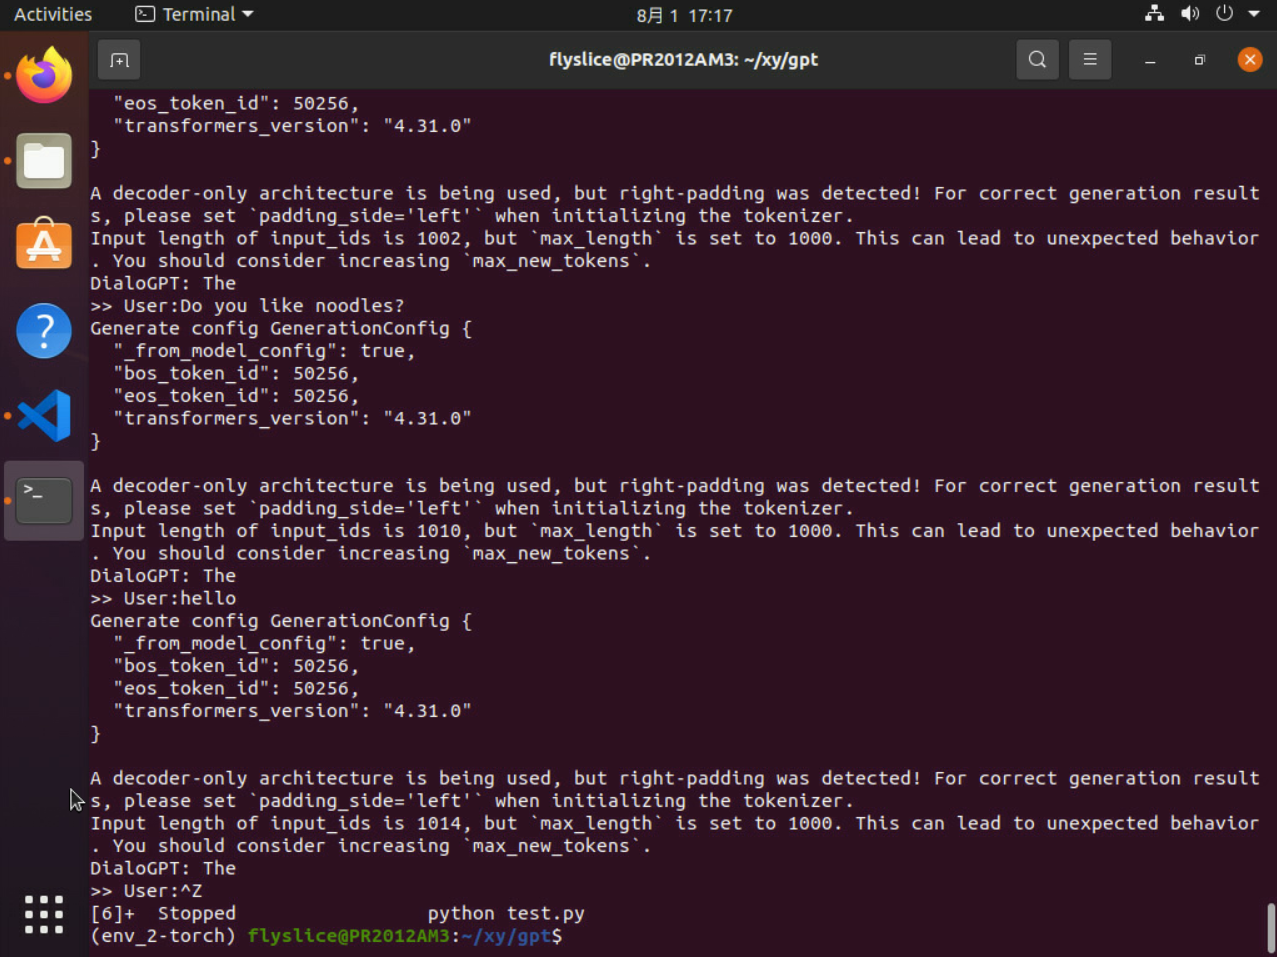 Activities Terminal 8月 1 17:17
flyslice@PR2012AM3: ~/xy/gpt
  "eos_token_id": 50256,
  "transformers_version": "4.31.0"
}
A decoder-only architecture is being used, but right-padding was detected! For correct generation result
s, please set `padding_side='left'` when initializing the tokenizer.
Input length of input_ids is 1002, but `max_length` is set to 1000. This can lead to unexpected behavior
. You should consider increasing `max_new_tokens`.
DialoGPT: The
>> User:Do you like noodles?
Generate config GenerationConfig {
  "_from_model_config": true,
  "bos_token_id": 50256,
  "eos_token_id": 50256,
  "transformers_version": "4.31.0"
}
A decoder-only architecture is being used, but right-padding was detected! For correct generation result
s, please set `padding_side='left'` when initializing the tokenizer.
Input length of input_ids is 1010, but `max_length` is set to 1000. This can lead to unexpected behavior
. You should consider increasing `max_new_tokens`.
DialoGPT: The
>> User:hello
Generate config GenerationConfig {
  "_from_model_config": true,
  "bos_token_id": 50256,
  "eos_token_id": 50256,
  "transformers_version": "4.31.0"
}
A decoder-only architecture is being used, but right-padding was detected! For correct generation result
s, please set `padding_side='left'` when initializing the tokenizer.
Input length of input_ids is 1014, but `max_length` is set to 1000. This can lead to unexpected behavior
. You should consider increasing `max_new_tokens`.
DialoGPT: The
>> User:^Z
[6]+  Stopped                 python test.py
(env_2-torch) flyslice@PR2012AM3:~/xy/gpt$